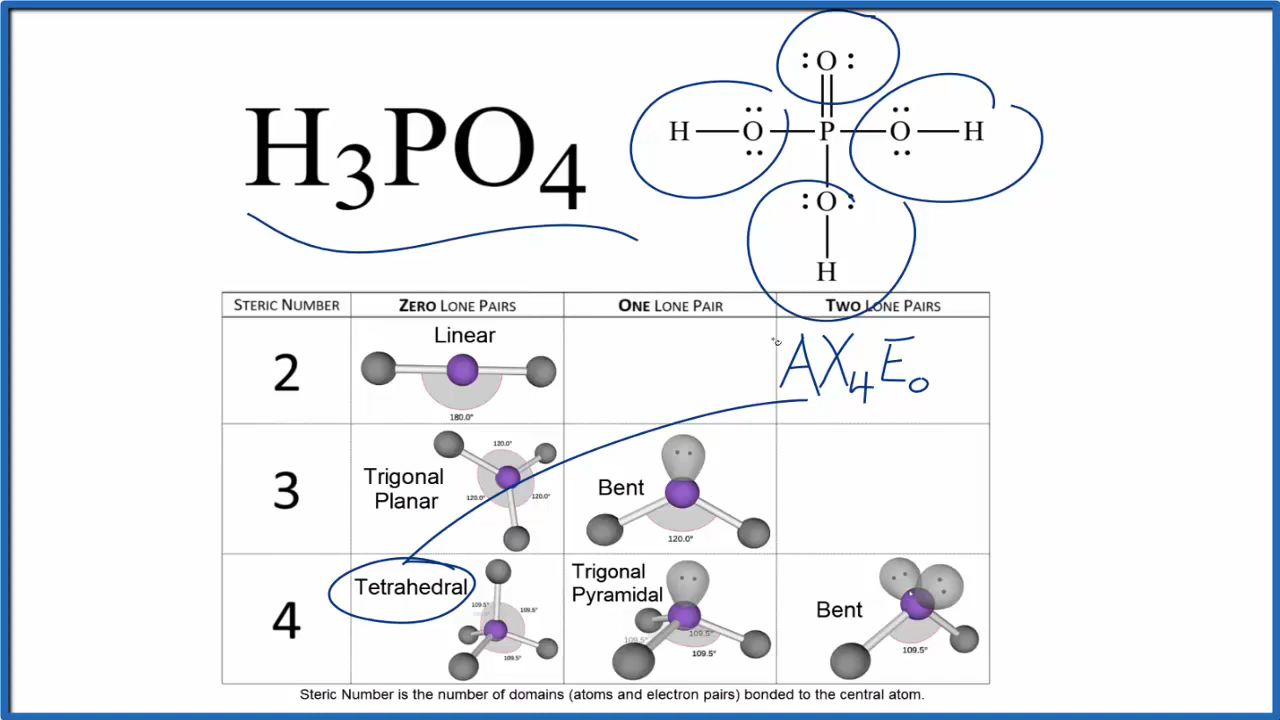 H3PO4
:O:
H O P O H
:O:
H
STERIC NUMBER ZERO LONE PAIRS ONE LONE PAIR TWO LONE PAIRS
2 Linear 180.0° AX4E0
3 Trigonal Planar 120.0° 120.0° 120.0° Bent 120.0°
4 Tetrahedral 109.5° 109.5° 109.5° Trigonal Pyramidal 109.5° 109.5° 109.5° Bent 109.5°
Steric Number is the number of domains (atoms and electron pairs) bonded to the central atom.